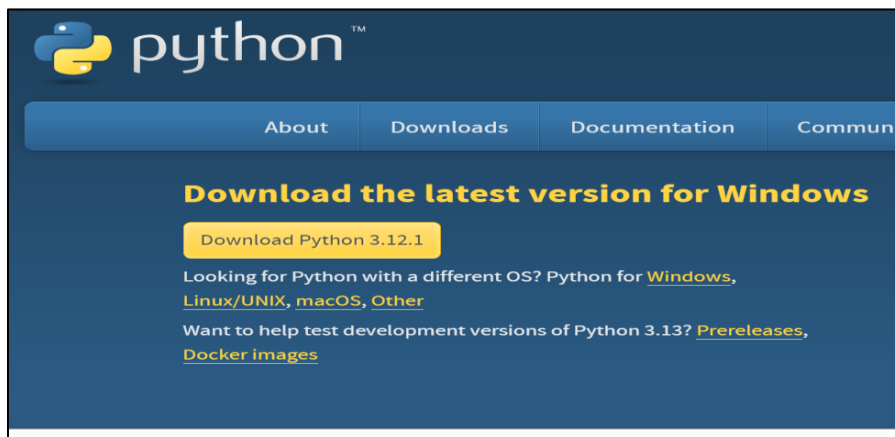 python™
About Downloads Documentation Commun
Download the latest version for Windows
Download Python 3.12.1
Looking for Python with a different OS? Python for Windows,
Linux/UNIX, macOS, Other
Want to help test development versions of Python 3.13? Prereleases,
Docker images